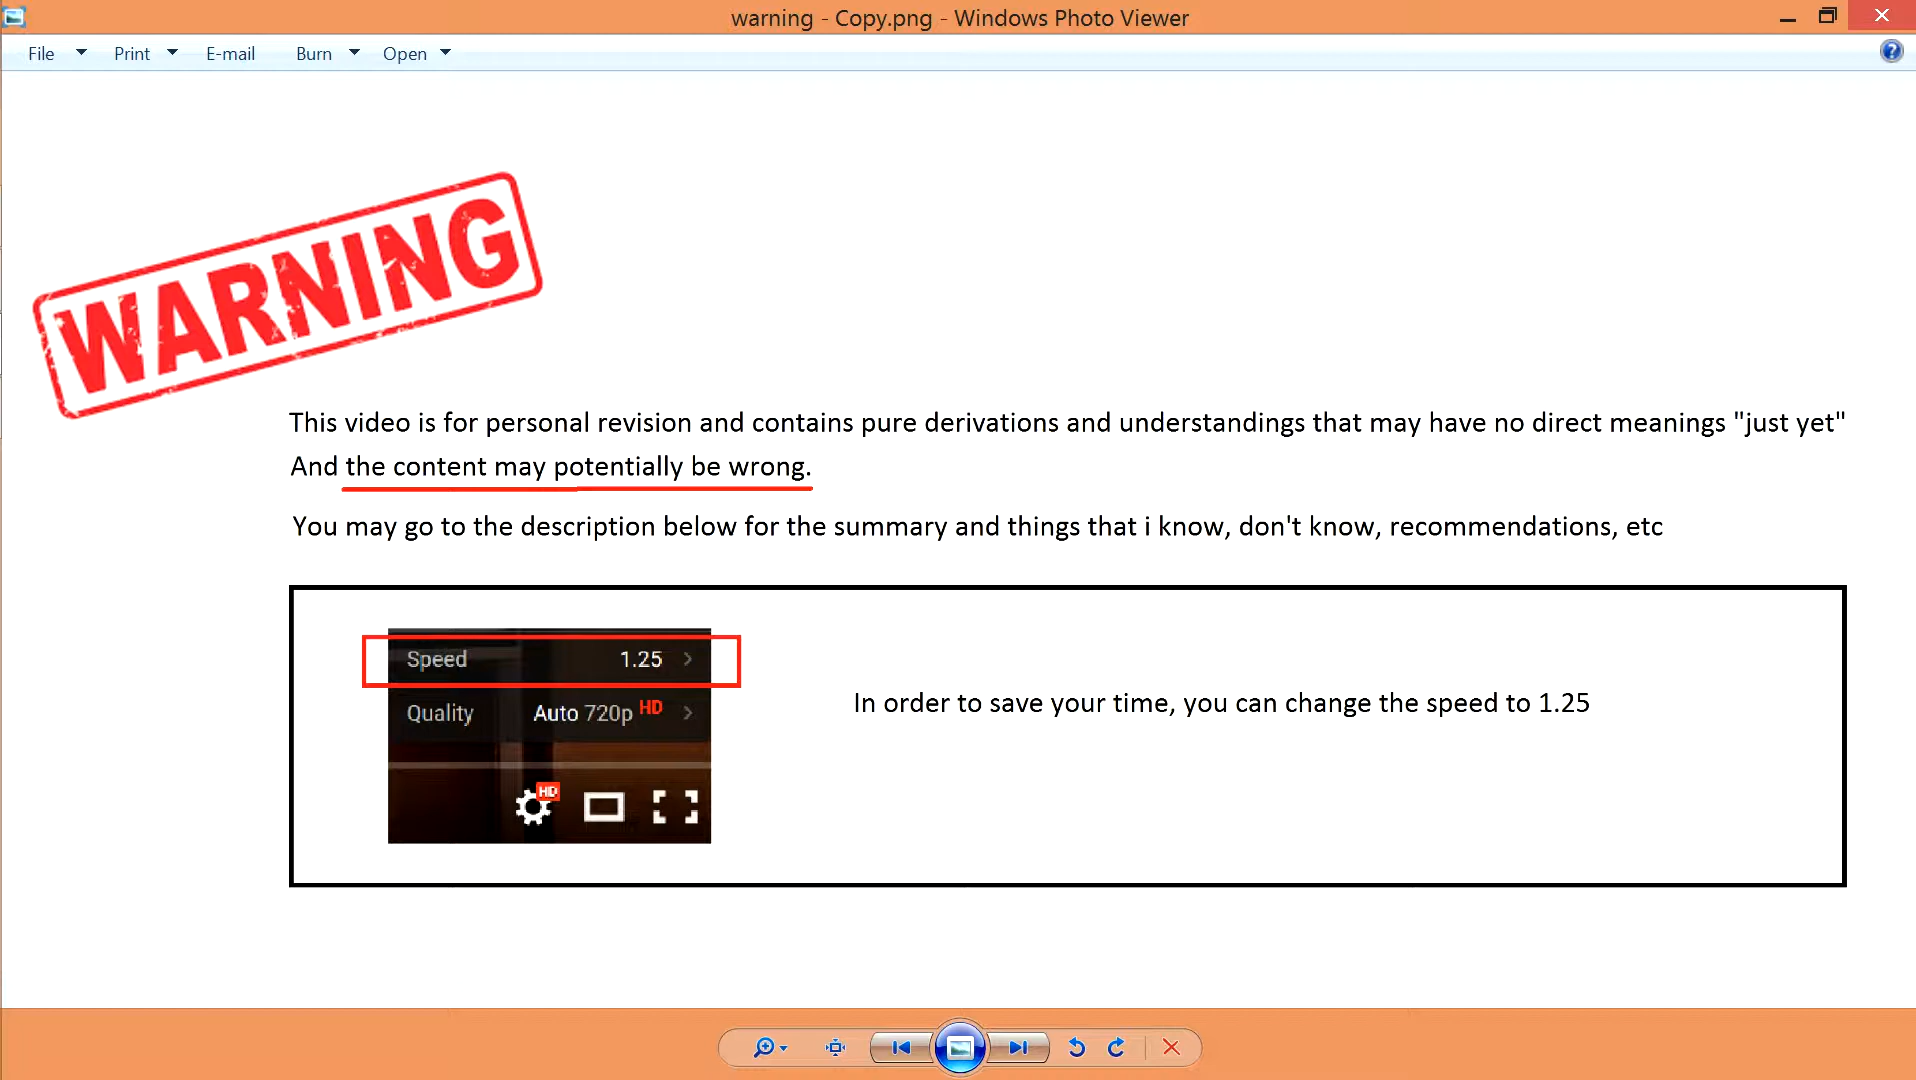 warning - Copy.png - Windows Photo Viewer
File Print E-mail Burn Open
WARNING
This video is for personal revision and contains pure derivations and understandings that may have no direct meanings "just yet"
And the content may potentially be wrong.
You may go to the description below for the summary and things that i know, don't know, recommendations, etc
Speed 1.25
Quality Auto 720p HD
HD
In order to save your time, you can change the speed to 1.25